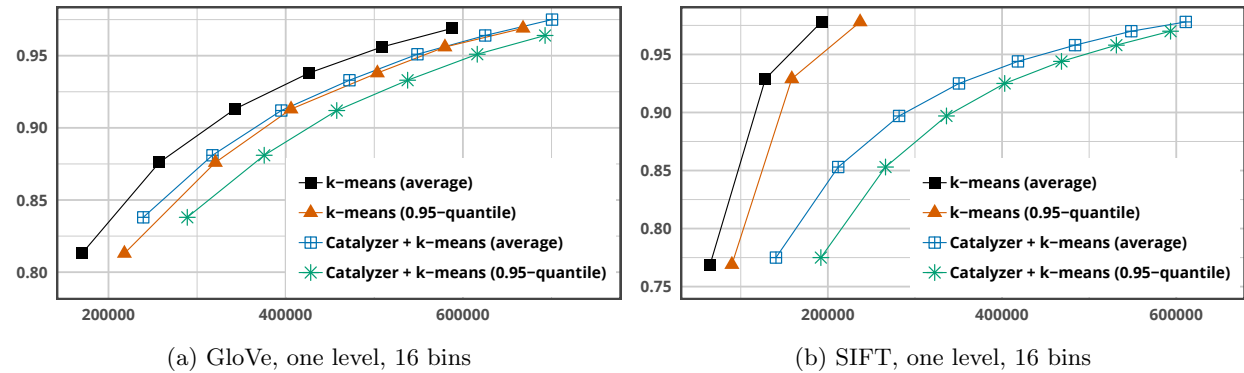 0.95
0.90
0.85
0.80
k−means (average)
k−means (0.95−quantile)
Catalyzer + k−means (average)
Catalyzer + k−means (0.95−quantile)
200000 400000 600000
(a) GloVe, one level, 16 bins
0.95
0.90
0.85
0.80
0.75
k−means (average)
k−means (0.95−quantile)
Catalyzer + k−means (average)
Catalyzer + k−means (0.95−quantile)
200000 400000 600000
(b) SIFT, one level, 16 bins